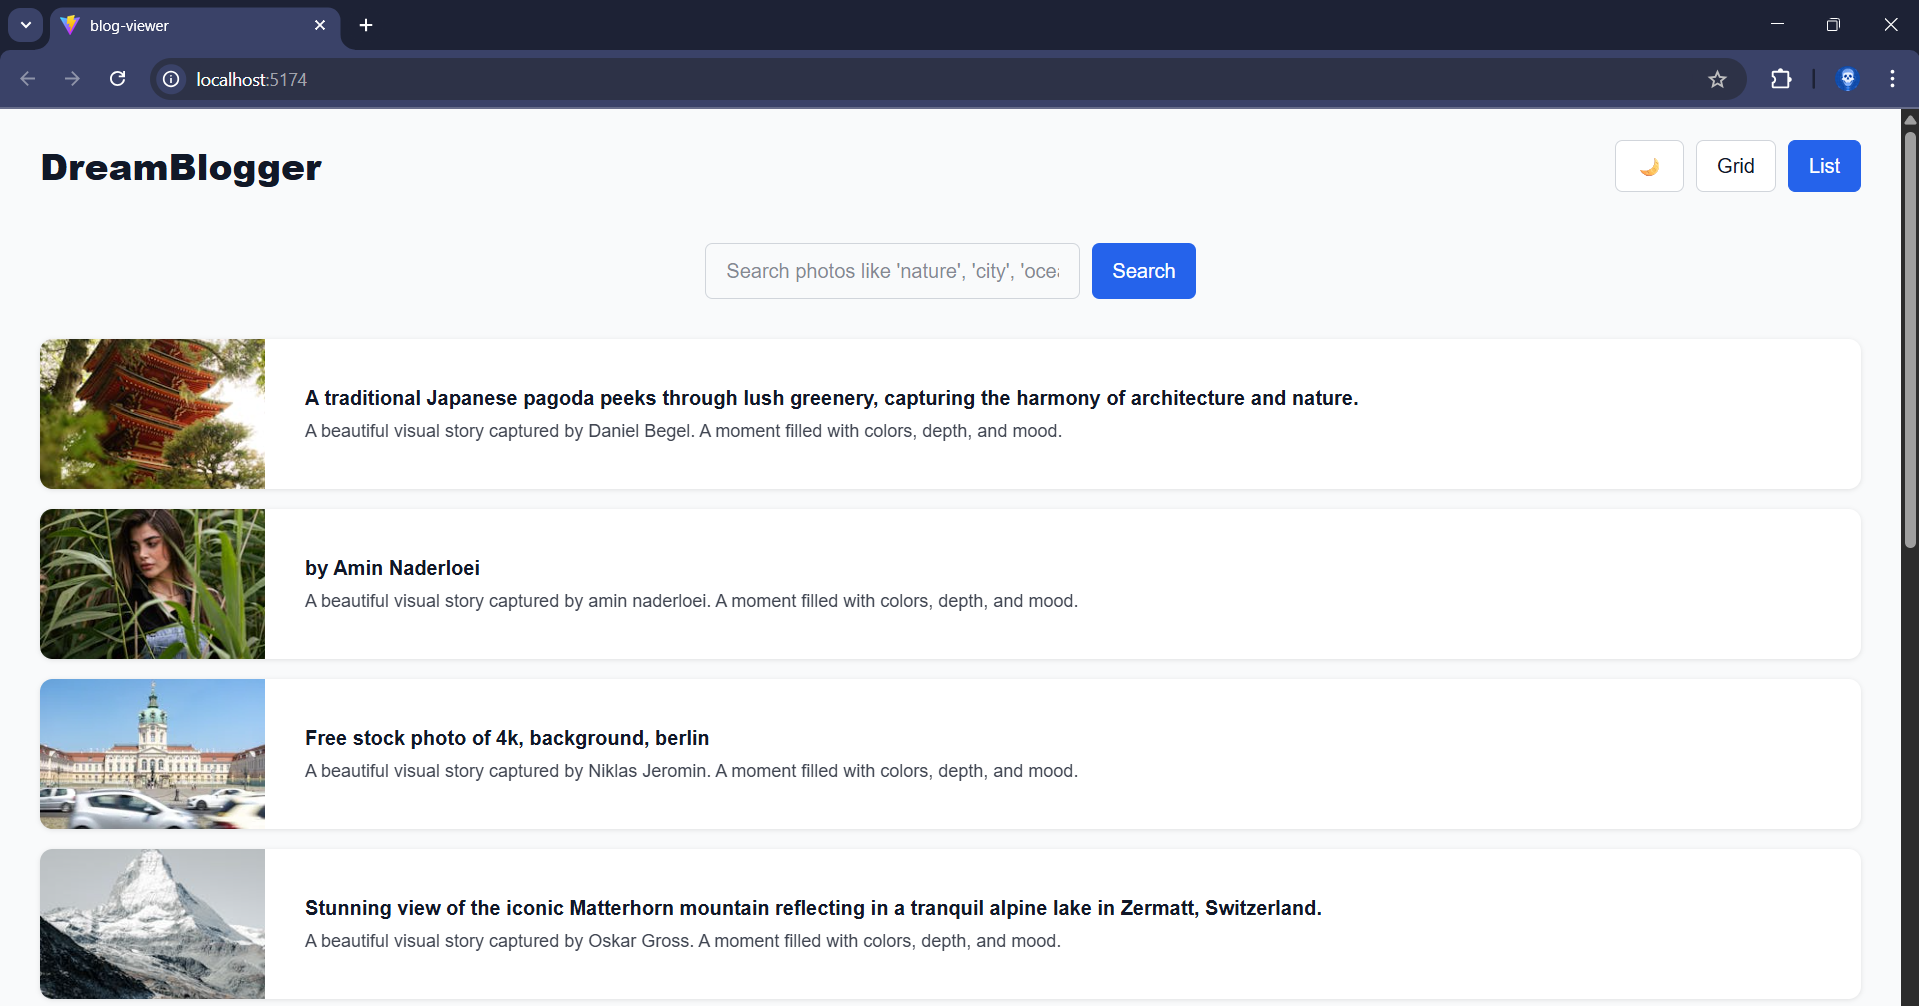 blog-viewer
localhost:5174
DreamBlogger
Grid
List
Search photos like 'nature', 'city', 'ocea
Search
A traditional Japanese pagoda peeks through lush greenery, capturing the harmony of architecture and nature.
A beautiful visual story captured by Daniel Begel. A moment filled with colors, depth, and mood.
by Amin Naderloei
A beautiful visual story captured by amin naderloei. A moment filled with colors, depth, and mood.
Free stock photo of 4k, background, berlin
A beautiful visual story captured by Niklas Jeromin. A moment filled with colors, depth, and mood.
Stunning view of the iconic Matterhorn mountain reflecting in a tranquil alpine lake in Zermatt, Switzerland.
A beautiful visual story captured by Oskar Gross. A moment filled with colors, depth, and mood.